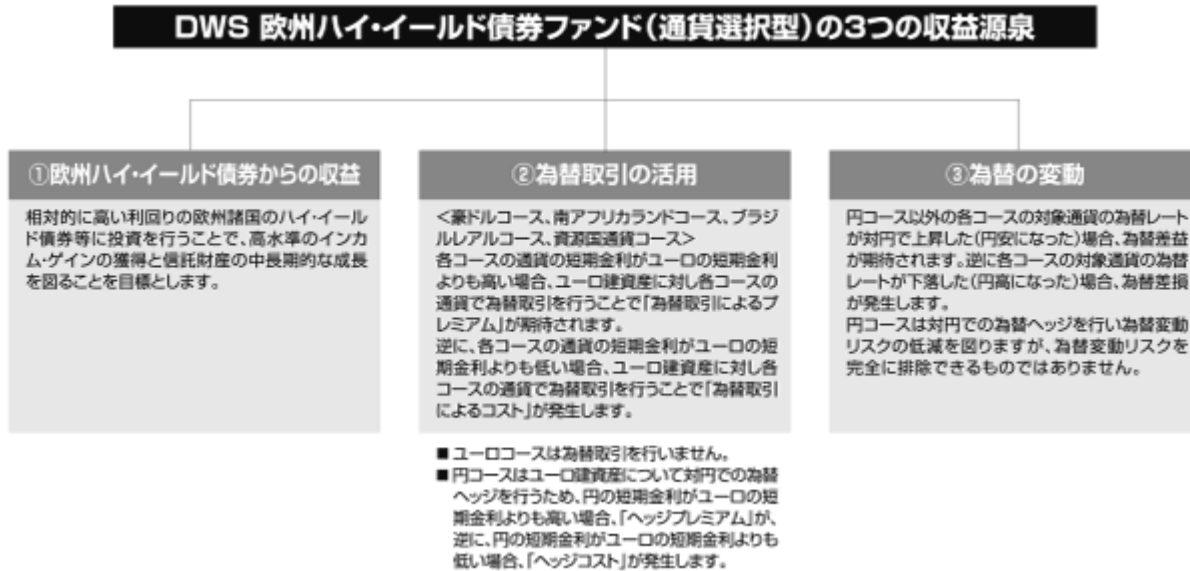 DWS 欧州ハイ・イールド債券ファンド(通貨選択型)の3つの収益源泉
①欧州ハイ・イールド債券からの収益
相対的に高い利回りの欧州諸国のハイ・イール
ド債券等に投資を行うことで、高水準のインカ
ム・ゲインの獲得と信託財産の中長期的な成長
を図ることを目標とします。
②為替取引の活用
<豪ドルコース、南アフリカランドコース、ブラジ
ルレアルコース、資源国通貨コース>
各コースの通貨の短期金利がユーロの短期金利
よりも高い場合、ユーロ建資産に対し各コースの
通貨で為替取引を行うことで「為替取引によるプ
レミアム」が期待されます。
逆に、各コースの通貨の短期金利がユーロの短
期金利よりも低い場合、ユーロ建資産に対し各
コースの通貨で為替取引を行うことで「為替取引
によるコスト」が発生します。
■ ユーロコースは為替取引を行いません。
■ 円コースはユーロ建資産について対円での為替
ヘッジを行うため、円の短期金利がユーロの短
期金利よりも高い場合、「ヘッジプレミアム」が、
逆に、円の短期金利がユーロの短期金利よりも
低い場合、「ヘッジコスト」が発生します。
③為替の変動
円コース以外の各コースの対象通貨の為替レート
が対円で上昇した(円安になった)場合、為替差益
が期待されます。逆に各コースの対象通貨の為替
レートが下落した(円高になった)場合、為替差損
が発生します。
円コースは対円での為替ヘッジを行い為替変動
リスクの低減を図りますが、為替変動リスクを
完全に排除できるものではありません。